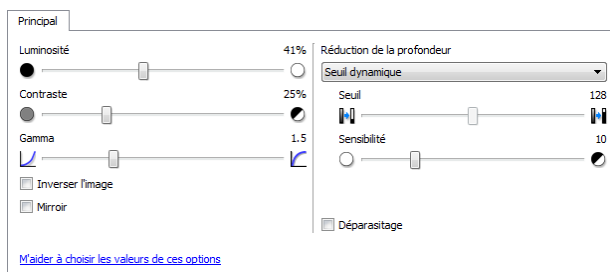 Principal
Luminosité 41%
Contraste 25%
Gamma 1.5
Inverser l'image
Mirroir
M'aider à choisir les valeurs de ces options
Réduction de la profondeur
Seuil dynamique
Seuil 128
Sensibilité 10
Déparasitage